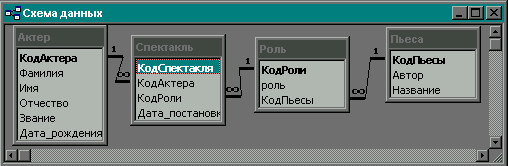 Схема данных
Актер
КодАктера
Фамилия
Имя
Отчество
Звание
Дата_рождения
Спектакль
КодСпектакля
КодАктера
КодРоли
Дата_постановк
Роль
КодРоли
роль
КодПьесы
Пьеса
КодПьесы
Автор
Название
1
∞
1
∞
1
∞